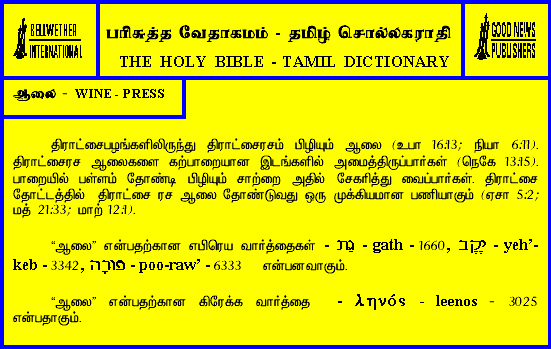 BELLWETHER
INTERNATIONAL
பரிசுத்த வேதாகமம் - தமிழ் சொல்லகராதி
THE HOLY BIBLE - TAMIL DICTIONARY
GOOD NEWS
PUBLISHERS
ஆலை - WINE - PRESS
திராட்சைபழங்களிலிருந்து திராட்சைரசம் பிழியும் ஆலை (உபா 16:13; நியா 6:11).
திராட்சைரச ஆலைகளை கற்பாறையான இடங்களில் அமைத்திருப்பார்கள் (நெகே 13:15).
பாறையில் பள்ளம் தோண்டி பிழியும் சாற்றை அதில் சேகரித்து வைப்பார்கள். திராட்சை
தோட்டத்தில் திராட்சை ரச ஆலை தோண்டுவது ஒரு முக்கியமான பணியாகும் (ஏசா 5:2;
மத் 21:33; மாற் 12:1).
“ஆலை” என்பதற்கான எபிரெய வார்த்தைகள் - גַּת - gath - 1660, יֶקֶב - yeh’-
keb - 3342, פּוּרָה - poo-raw’ - 6333 என்பனவாகும்.
“ஆலை” என்பதற்கான கிரேக்க வார்த்தை - ληνός - leenos - 3025
என்பதாகும்.